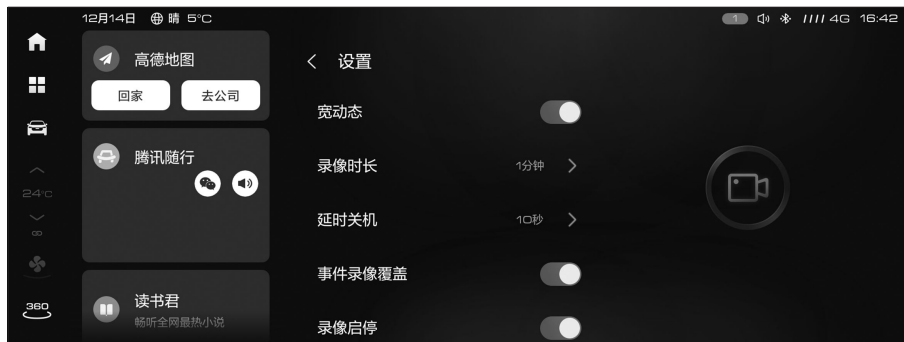 12月14日 晴 5°C
1 4G 16:42
高德地图
回家 去公司
腾讯随行
读书君
畅听全网最热小说
24°C
360
设置
宽动态
录像时长 1分钟
延时关机 10秒
事件录像覆盖
录像启停